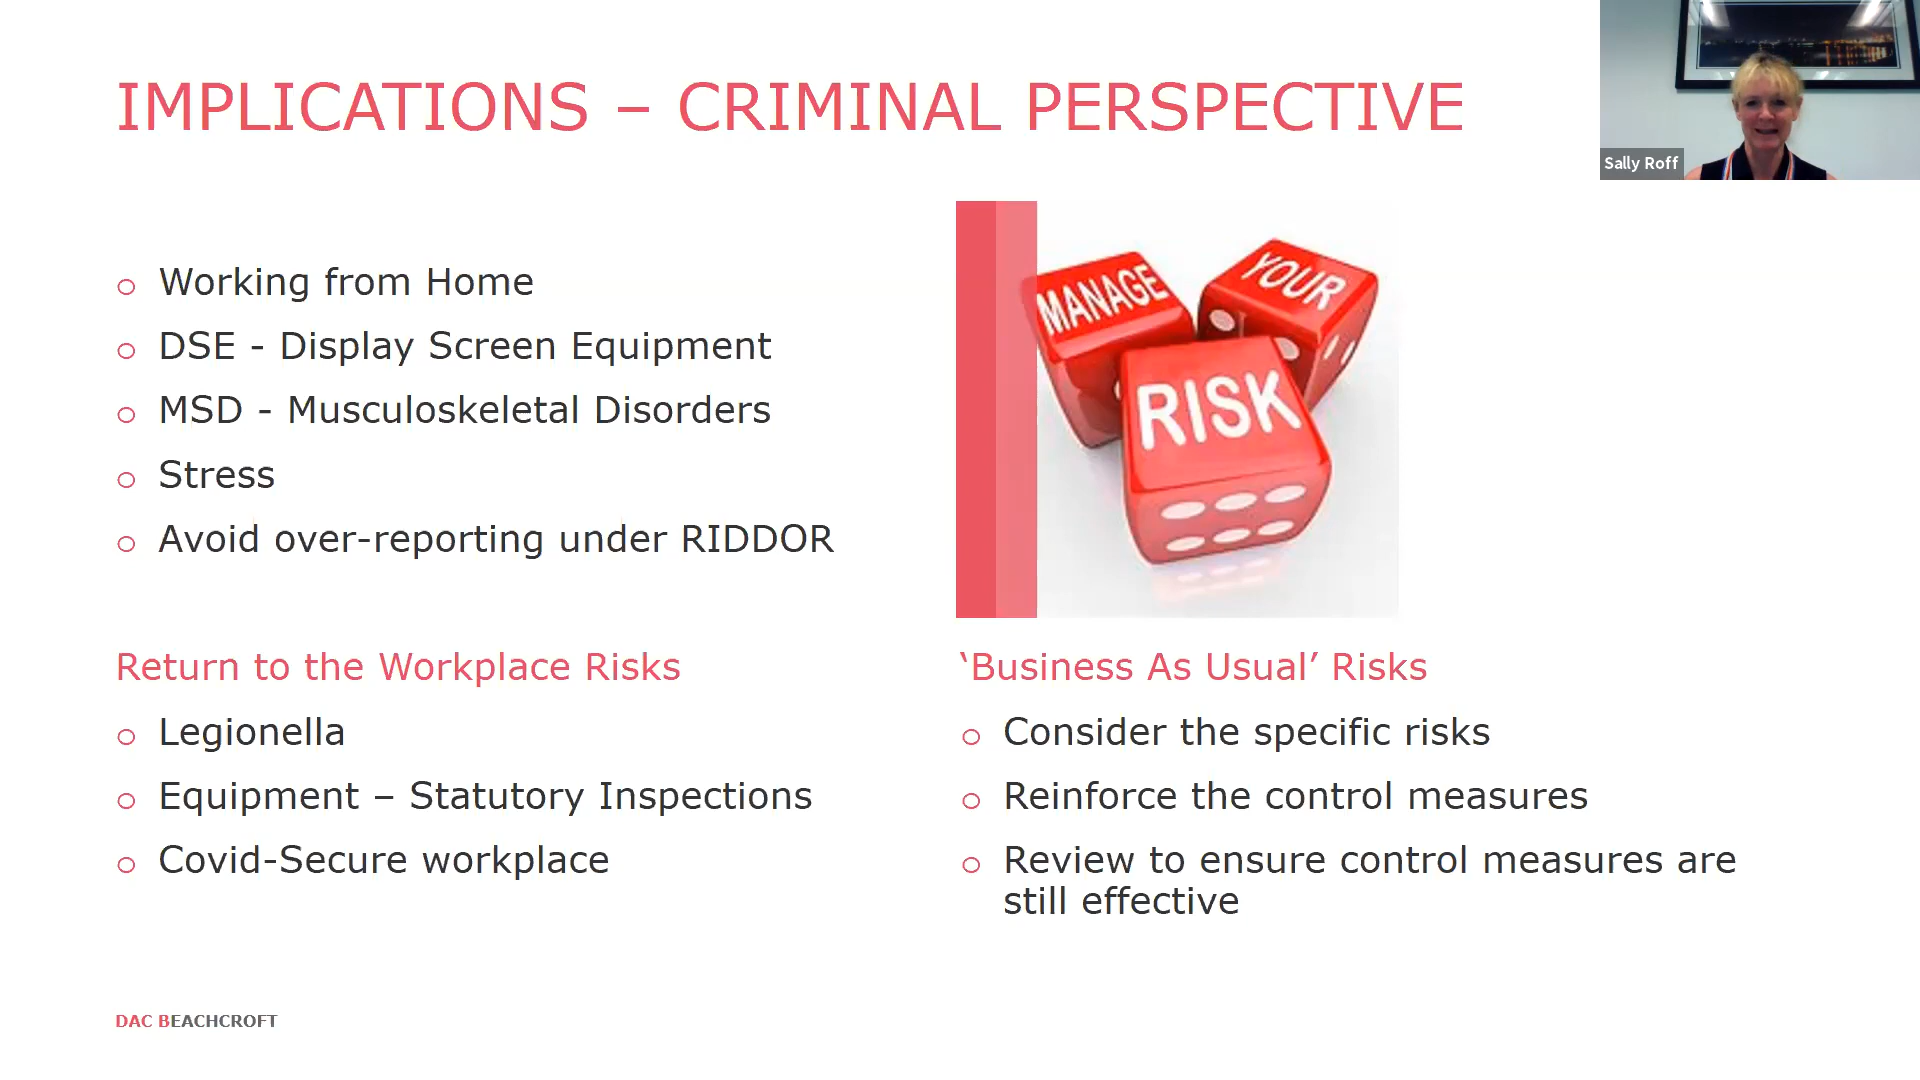 IMPLICATIONS – CRIMINAL PERSPECTIVE
Sally Roff
o Working from Home
o DSE - Display Screen Equipment
o MSD - Musculoskeletal Disorders
o Stress
o Avoid over-reporting under RIDDOR
MANAGE
YOUR
RISK
Return to the Workplace Risks
o Legionella
o Equipment – Statutory Inspections
o Covid-Secure workplace
‘Business As Usual’ Risks
o Consider the specific risks
o Reinforce the control measures
o Review to ensure control measures are
still effective
DAC BEACHCROFT